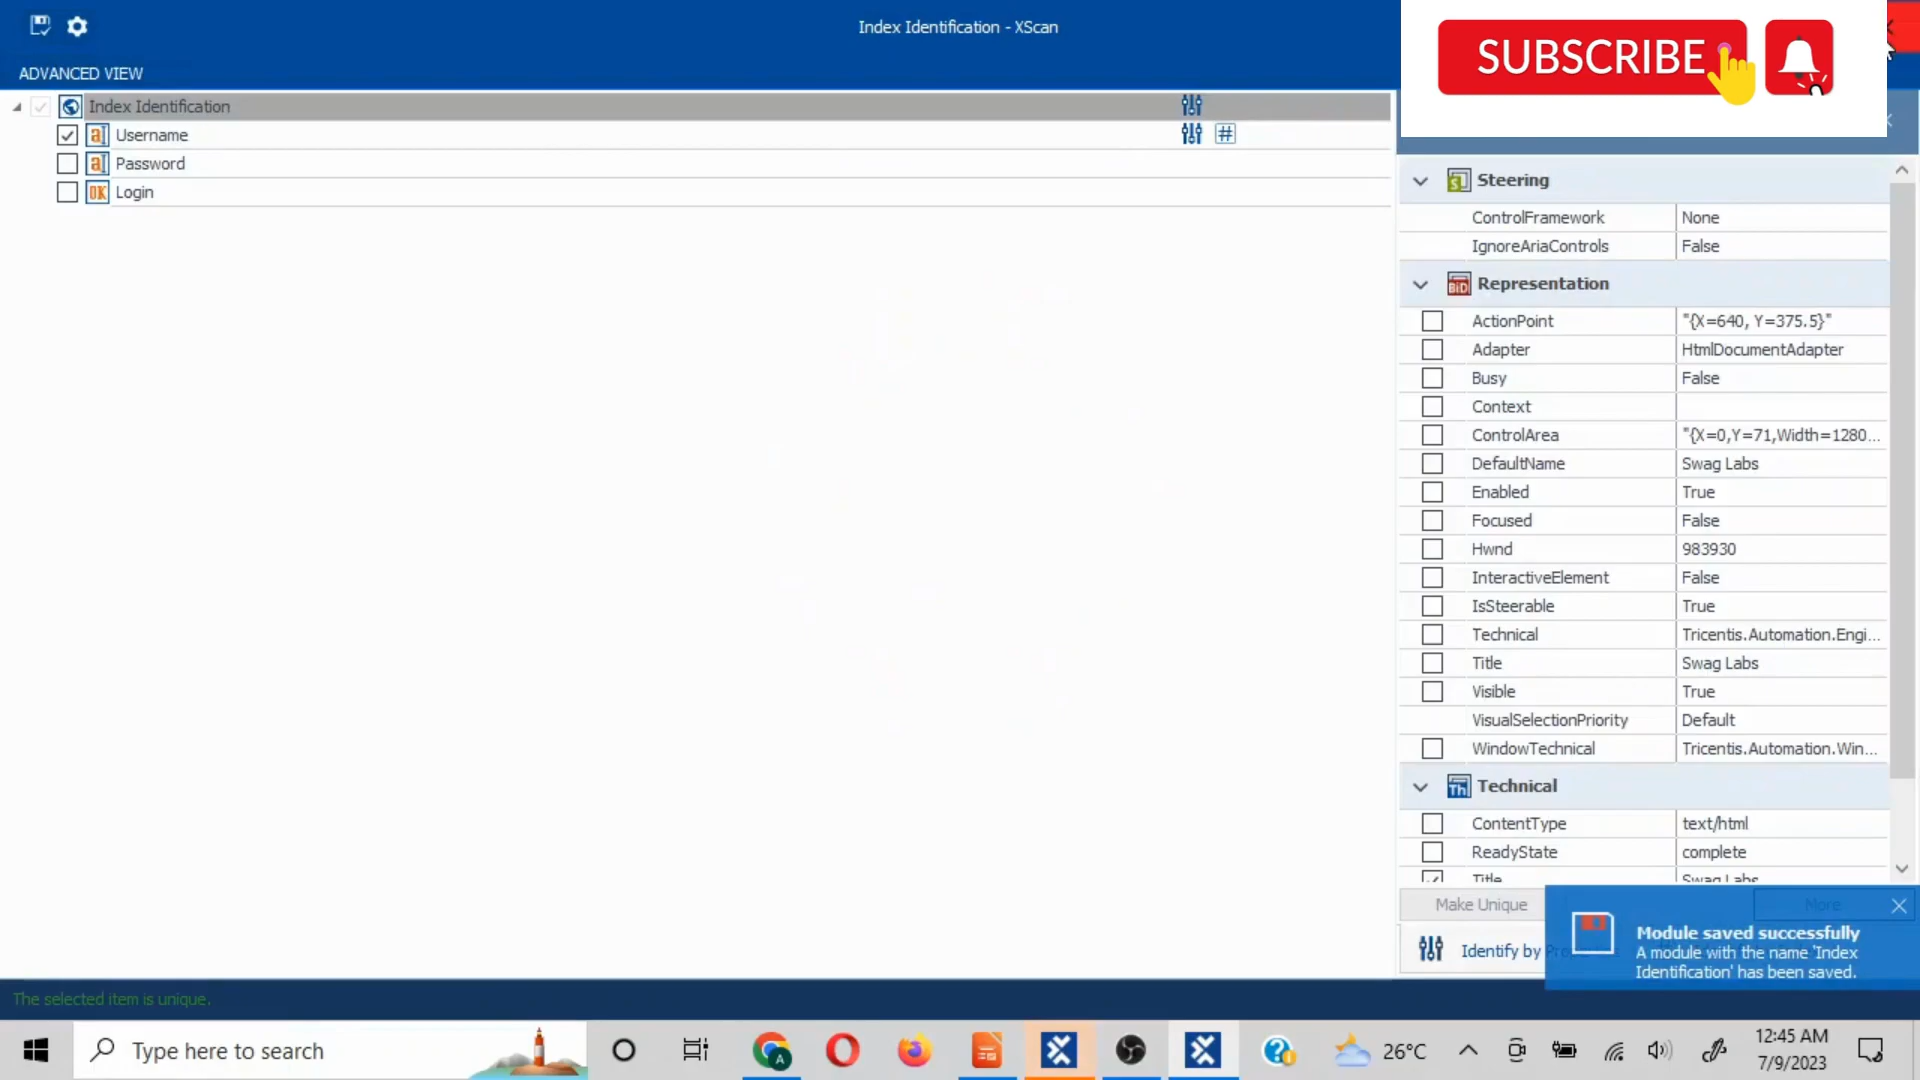 Index Identification - XScan
SUBSCRIBE
ADVANCED VIEW
Index Identification
Username
Password
OK Login
Steering
ControlFramework None
IgnoreAriaControls False
Representation
ActionPoint "{X=640, Y=375.5}"
Adapter HtmlDocumentAdapter
Busy False
Context
ControlArea "{X=0,Y=71,Width=1280...
DefaultName Swag Labs
Enabled True
Focused False
Hwnd 983930
InteractiveElement False
IsSteerable True
Technical Tricentis.Automation.Engi...
Title Swag Labs
Visible True
VisualSelectionPriority Default
WindowTechnical Tricentis.Automation.Win...
Technical
ContentType text/html
ReadyState complete
Title Swag Labs
Make Unique
More
Identify by
Module saved successfully
A module with the name 'Index
Identification' has been saved.
The selected item is unique.
Type here to search
26°C
12:45 AM
7/9/2023